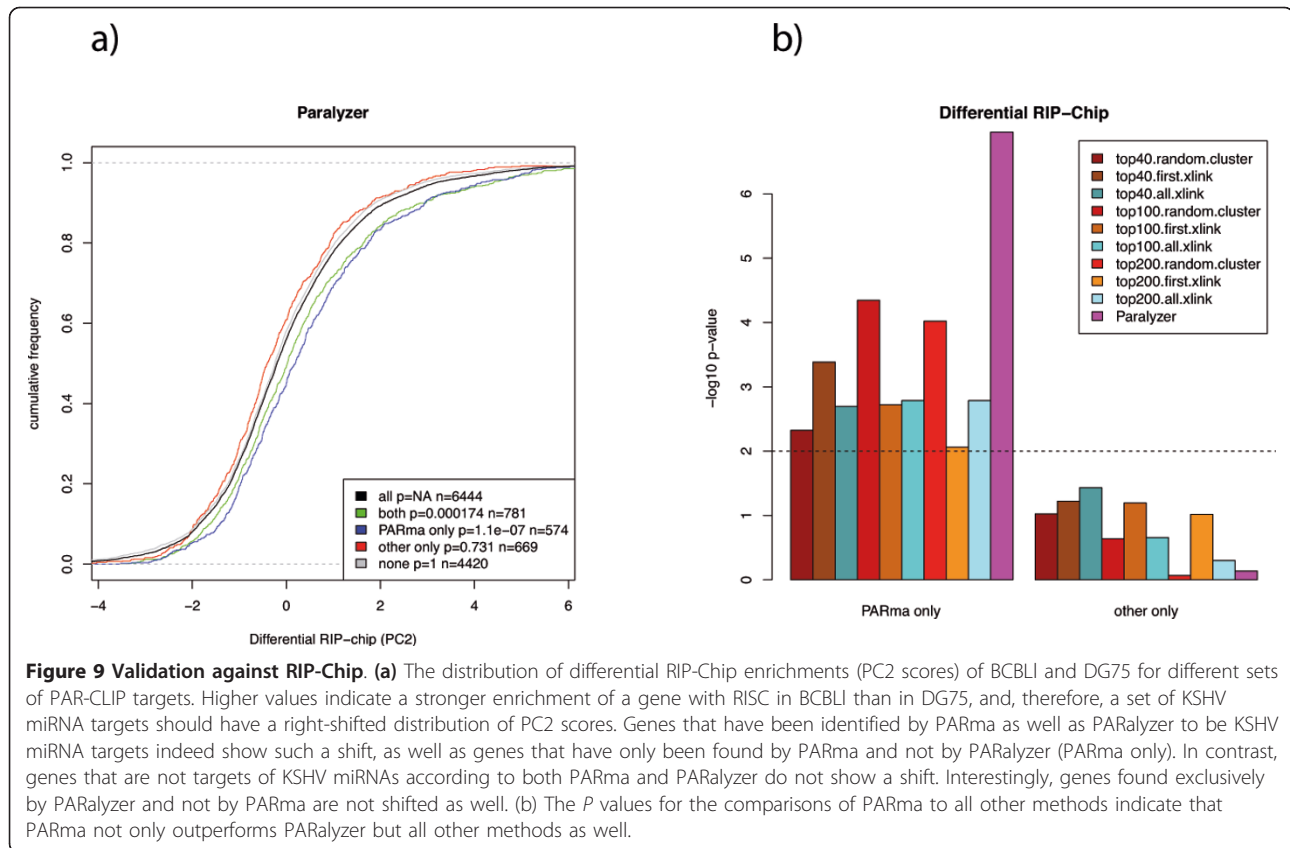 a)
Paralyzer
cumulative frequency
1.0
0.8
0.6
0.4
0.2
0.0
all p=NA n=6444
both p=0.000174 n=781
PARma only p=1.1e-07 n=574
other only p=0.731 n=669
none p=1 n=4420
−4 −2 0 2 4 6
Differential RIP−chip (PC2)
b)
Differential RIP−Chip
−log10 p−value
6
5
4
3
2
1
0
top40.random.cluster
top40.first.xlink
top40.all.xlink
top100.random.cluster
top100.first.xlink
top100.all.xlink
top200.random.cluster
top200.first.xlink
top200.all.xlink
Paralyzer
PARma only other only
Figure 9 Validation against RIP-Chip. (a) The distribution of differential RIP-Chip enrichments (PC2 scores) of BCBLl and DG75 for different sets
of PAR-CLIP targets. Higher values indicate a stronger enrichment of a gene with RISC in BCBLl than in DG75, and, therefore, a set of KSHV
miRNA targets should have a right-shifted distribution of PC2 scores. Genes that have been identified by PARma as well as PARalyzer to be KSHV
miRNA targets indeed show such a shift, as well as genes that have only been found by PARma and not by PARalyzer (PARma only). In contrast,
genes that are not targets of KSHV miRNAs according to both PARma and PARalyzer do not show a shift. Interestingly, genes found exclusively
by PARalyzer and not by PARma are not shifted as well. (b) The P values for the comparisons of PARma to all other methods indicate that
PARma not only outperforms PARalyzer but all other methods as well.